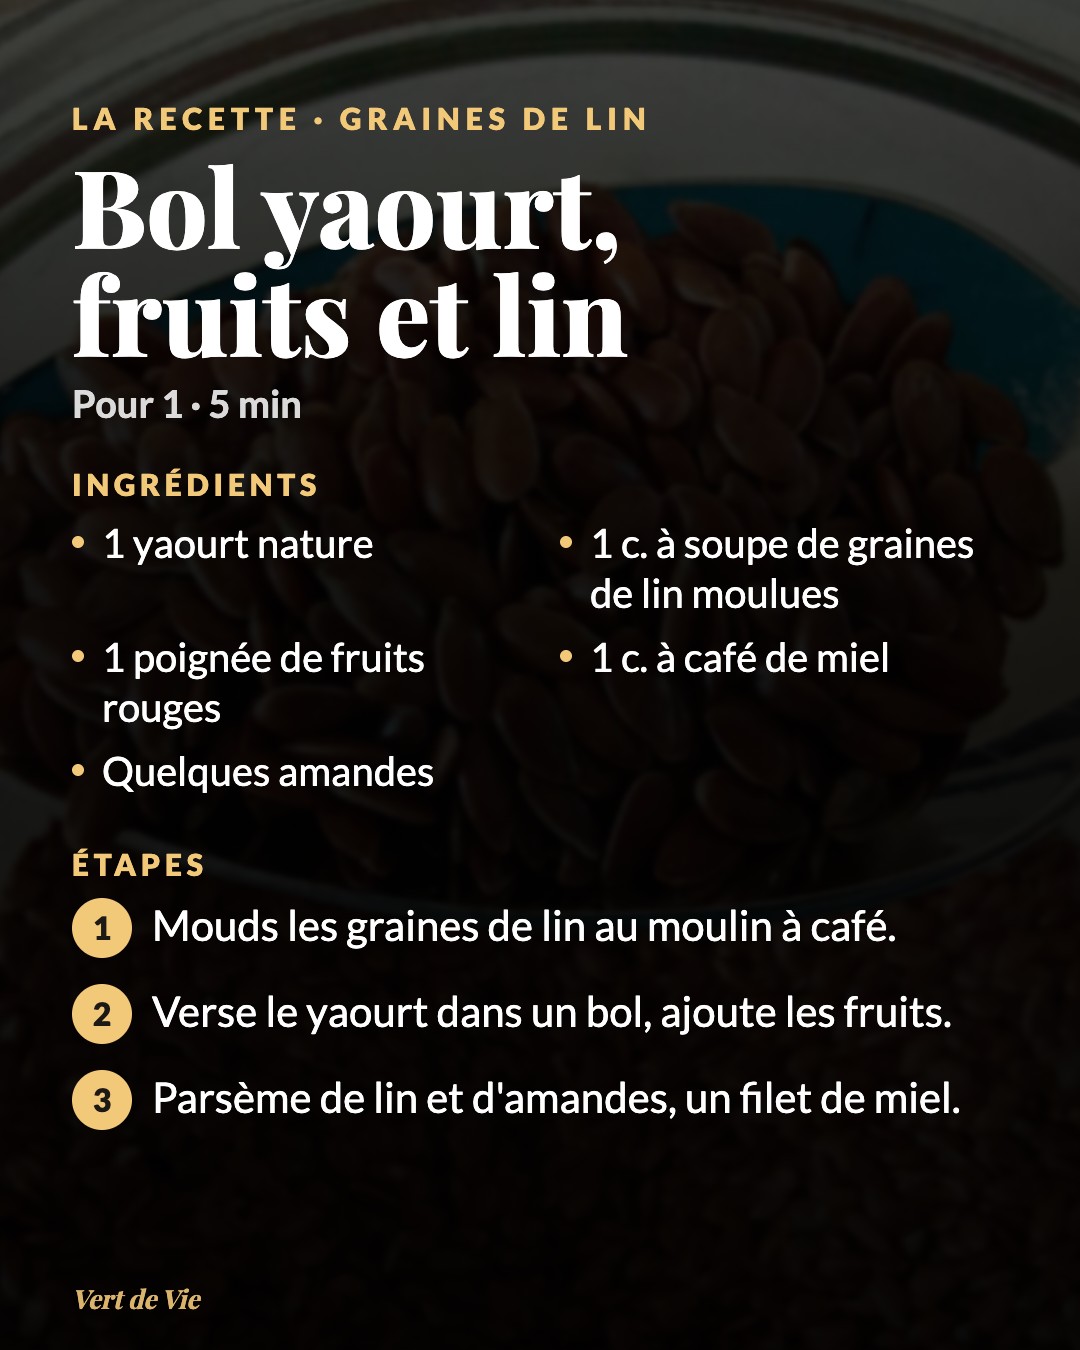 LA RECETTE · GRAINES DE LIN
Bol yaourt,
fruits et lin
Pour 1 · 5 min
INGRÉDIENTS
• 1 yaourt nature
• 1 c. à soupe de graines
de lin moulues
• 1 poignée de fruits
rouges
• 1 c. à café de miel
• Quelques amandes
ÉTAPES
1 Mouds les graines de lin au moulin à café.
2 Verse le yaourt dans un bol, ajoute les fruits.
3 Parsème de lin et d'amandes, un filet de miel.
Vert de Vie